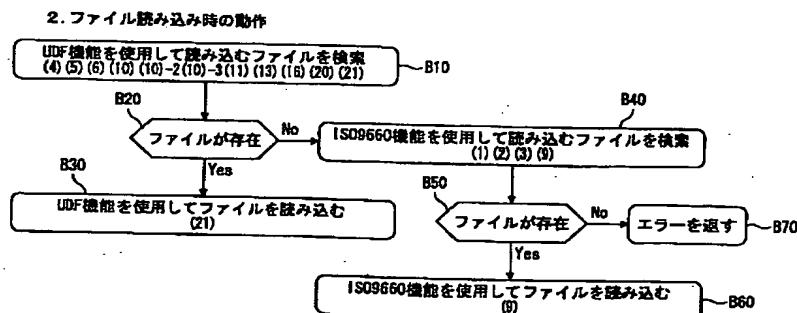 2.ファイル読み込み時の動作
UDF機能を使用して読み込むファイルを検索
(4)(5)(6)(10)(10)-2(10)-3(11)(13)(16)(20)(21)
B10
B20
ファイルが存在
No
Yes
B40
ISO9660機能を使用して読み込むファイルを検索
(1)(2)(3)(9)
B30
UDF機能を使用してファイルを読み込む
(21)
B50
ファイルが存在
No
エラーを返す
B70
Yes
ISO9660機能を使用してファイルを読み込む
(9)
B60